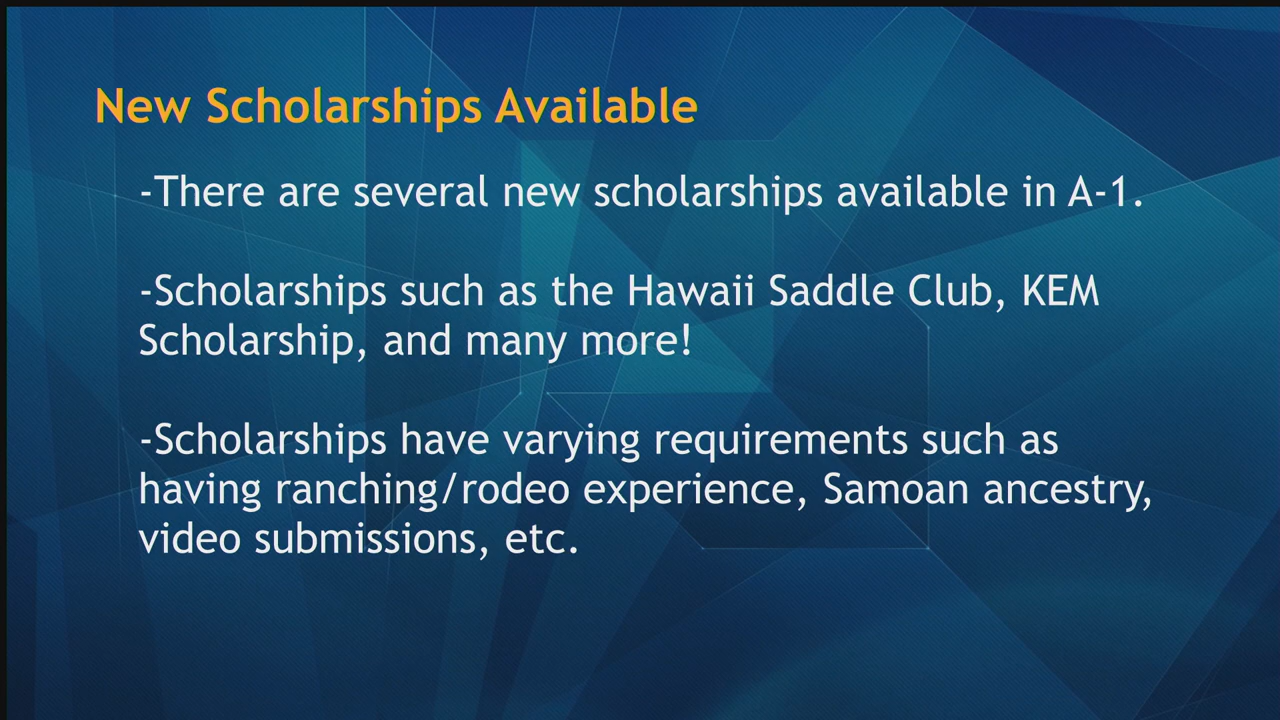 New Scholarships Available
-There are several new scholarships available in A-1.
-Scholarships such as the Hawaii Saddle Club, KEM
Scholarship, and many more!
-Scholarships have varying requirements such as
having ranching/rodeo experience, Samoan ancestry,
video submissions, etc.